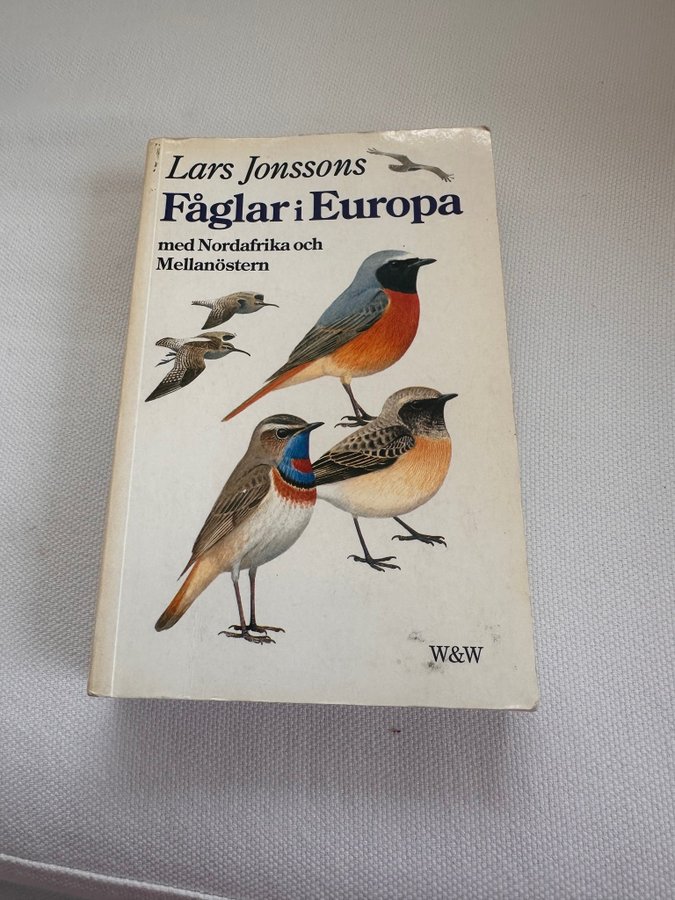 Lars Jonssons
Fåglar i Europa
med Nordafrika och
Mellanöstern
W&W